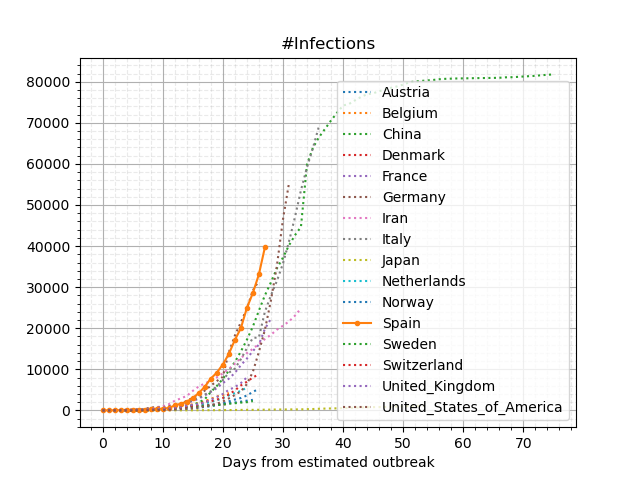 #Infections
80000
70000
60000
50000
40000
30000
20000
10000
0
Austria
Belgium
China
Denmark
France
Germany
Iran
Italy
Japan
Netherlands
Norway
Spain
Sweden
Switzerland
United_Kingdom
United_States_of_America
0 10 20 30 40 50 60 70
Days from estimated outbreak